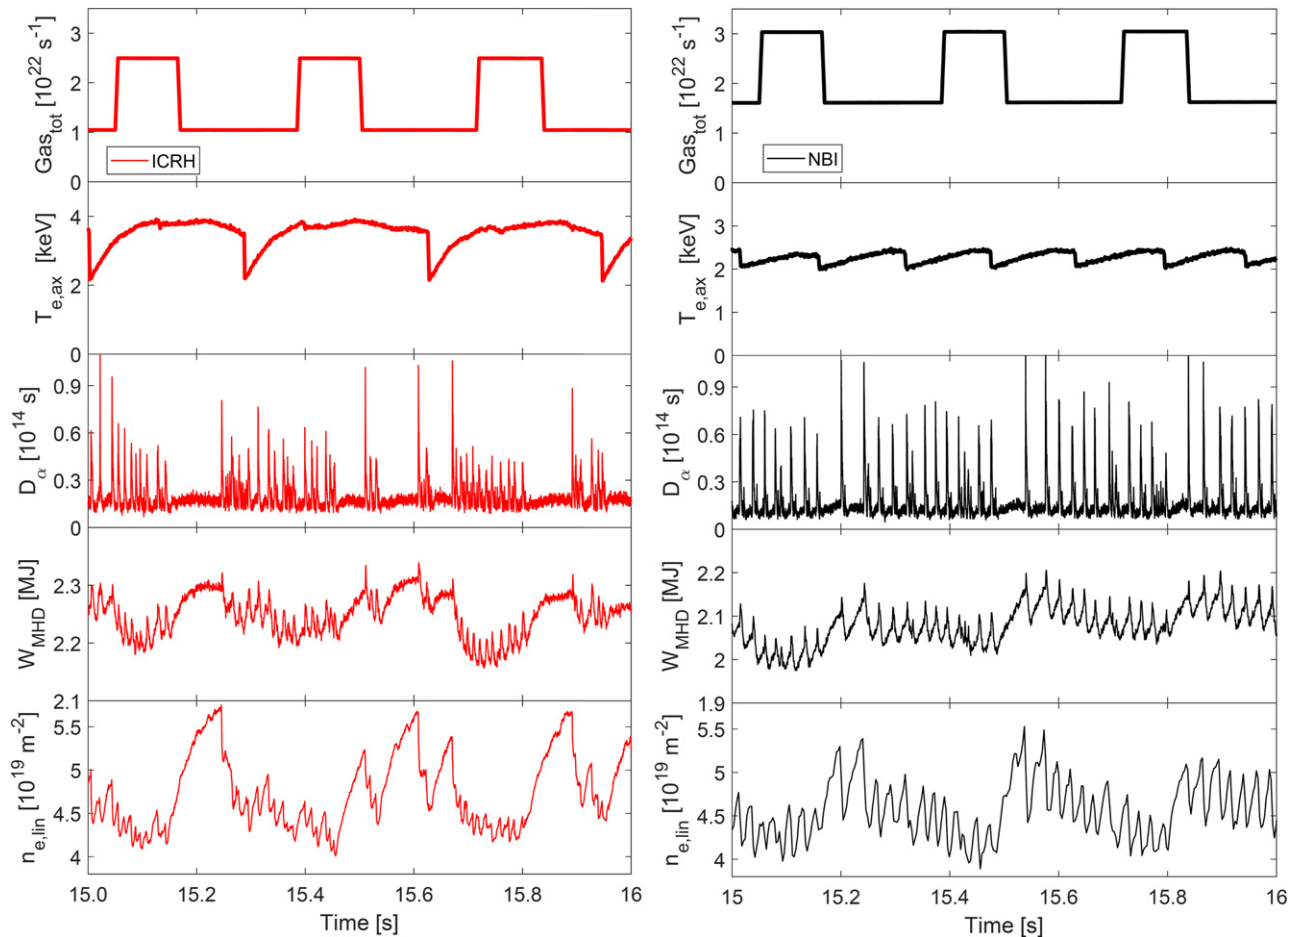 3
2
1
0
Gas_tot [10^22 s^-1]
ICRH
4
2
0
T_e,ax [keV]
0.9
0.6
0.3
0
D_α [10^14 s]
2.3
2.2
2.1
W_MHD [MJ]
5.5
5
4.5
4
n_e,lin [10^19 m^-2]
15.0 15.2 15.4 15.6 15.8 16
Time [s]
3
2
1
0
Gas_tot [10^22 s^-1]
NBI
3
2
1
0
T_e,ax [keV]
0.9
0.6
0.3
0
D_α [10^14 s]
2.2
2.1
2
1.9
W_MHD [MJ]
5.5
5
4.5
4
n_e,lin [10^19 m^-2]
15 15.2 15.4 15.6 15.8 16
Time [s]